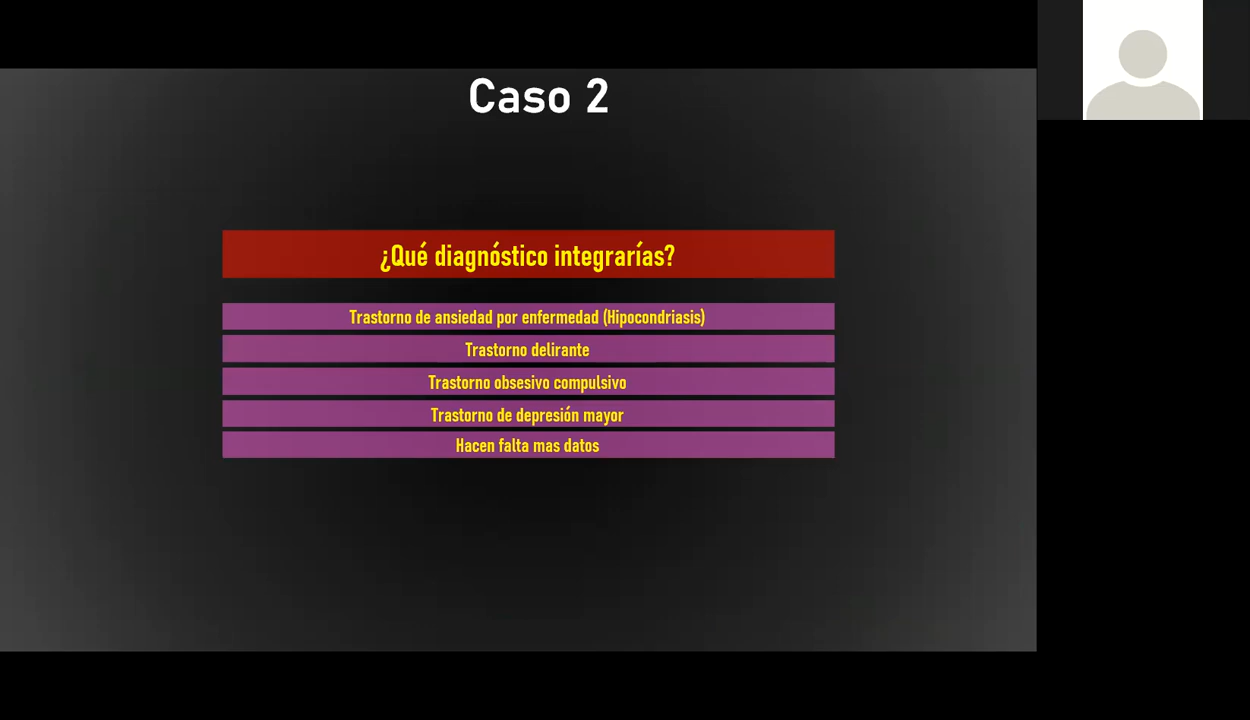 Caso 2
¿Qué diagnóstico integrarías?
Trastorno de ansiedad por enfermedad (Hipocondriasis)
Trastorno delirante
Trastorno obsesivo compulsivo
Trastorno de depresión mayor
Hacen falta mas datos